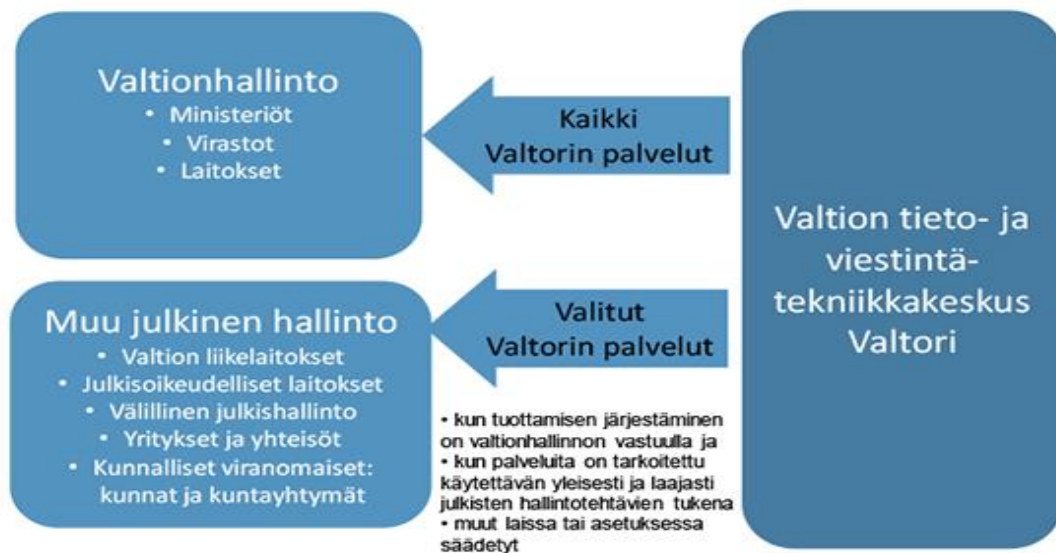 Valtionhallinto
• Ministeriöt
• Virastot
• Laitokset
Kaikki
Valtorin palvelut
Muu julkinen hallinto
• Valtion liikelaitokset
• Julkisoikeudelliset laitokset
• Välillinen julkishallinto
• Yritykset ja yhteisöt
• Kunnalliset viranomaiset:
kunnat ja kuntayhtymät
Valitut
Valtorin palvelut
• kun tuottamisen järjestäminen
on valtionhallinnon vastuulla ja
• kun palveluita on tarkoitettu
käytettävän yleisesti ja laajasti
julkisten hallintotehtävien tukena
• muut laissa tai asetuksessa
säädetyt
Valtion tieto- ja
viestintä-
tekniikkakeskus
Valtori